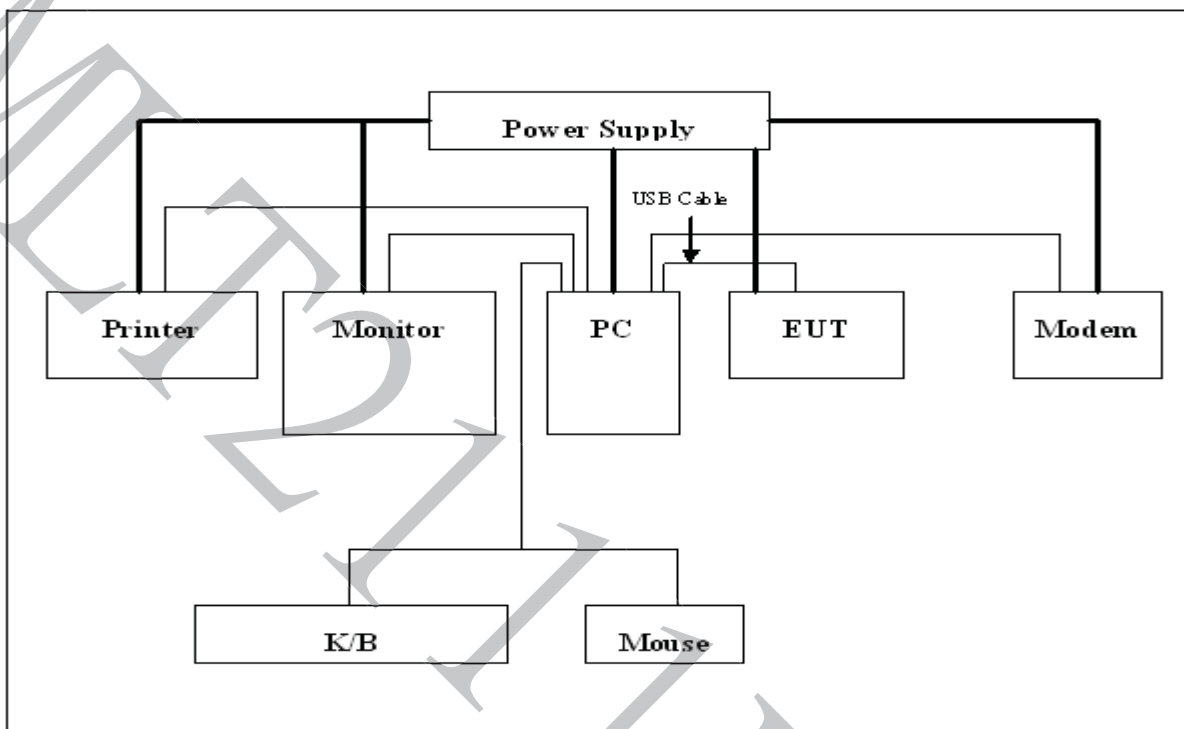 Power Supply
USB Cable
Printer
Monitor
PC
EUT
Modem
K/B
Mouse